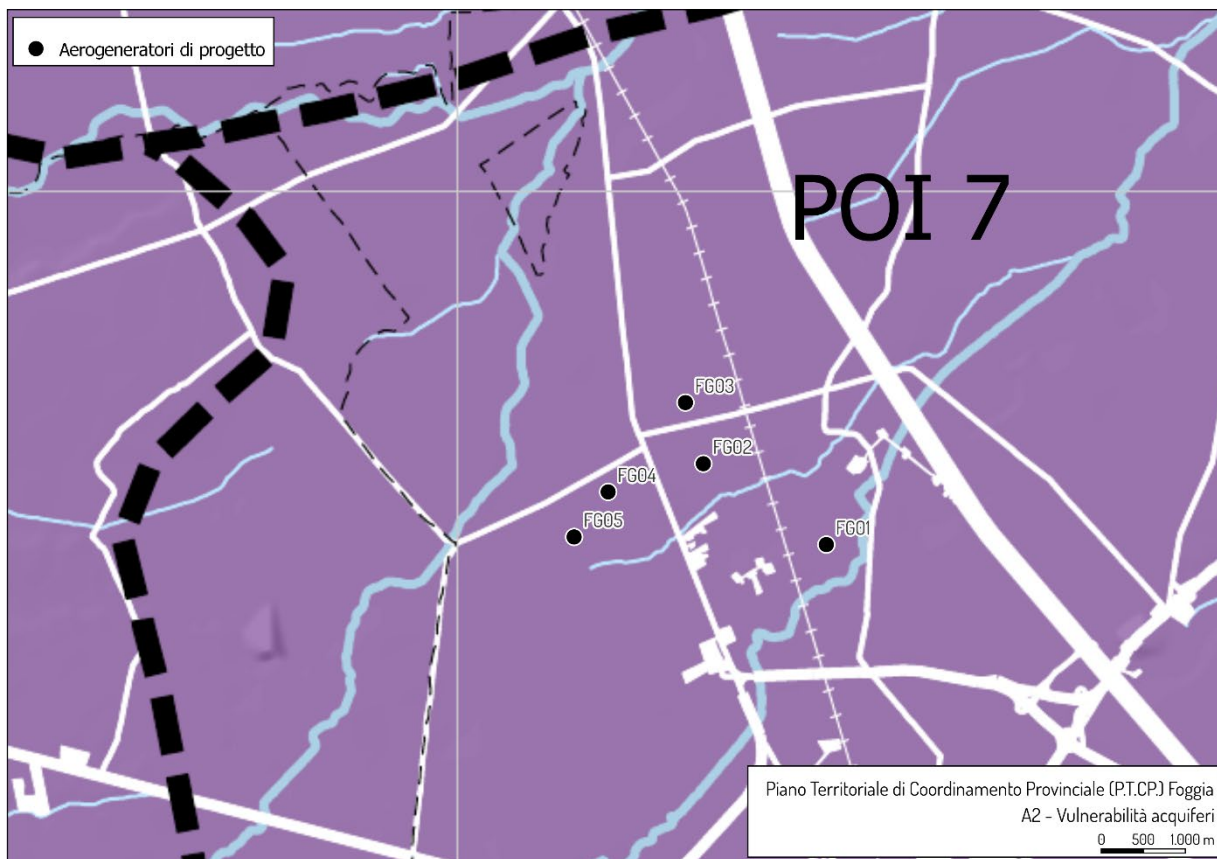 Aerogeneratori di progetto
POI 7
FG03
FG02
FG04
FG05
FG01
Piano Territoriale di Coordinamento Provinciale (P.T.CP.) Foggia
A2 - Vulnerabilità acquiferi
0 500 1.000 m